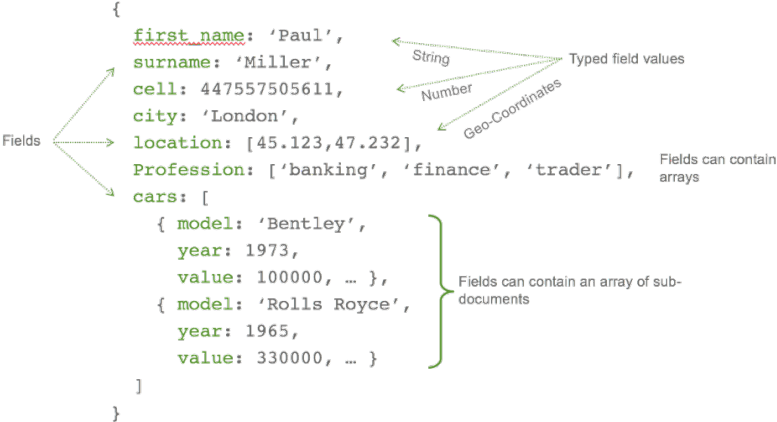 {
first_name: ‘Paul’,
surname: ‘Miller’,
cell: 447557505611,
city: ‘London’,
location: [45.123,47.232],
Profession: [‘banking’, ‘finance’, ‘trader’],
cars: [
{ model: ‘Bentley’,
year: 1973,
value: 100000, … },
{ model: ‘Rolls Royce’,
year: 1965,
value: 330000, … }
]
}
Fields
String
Number
Geo-Coordinates
Typed field values
Fields can contain
arrays
Fields can contain an array of sub-
documents